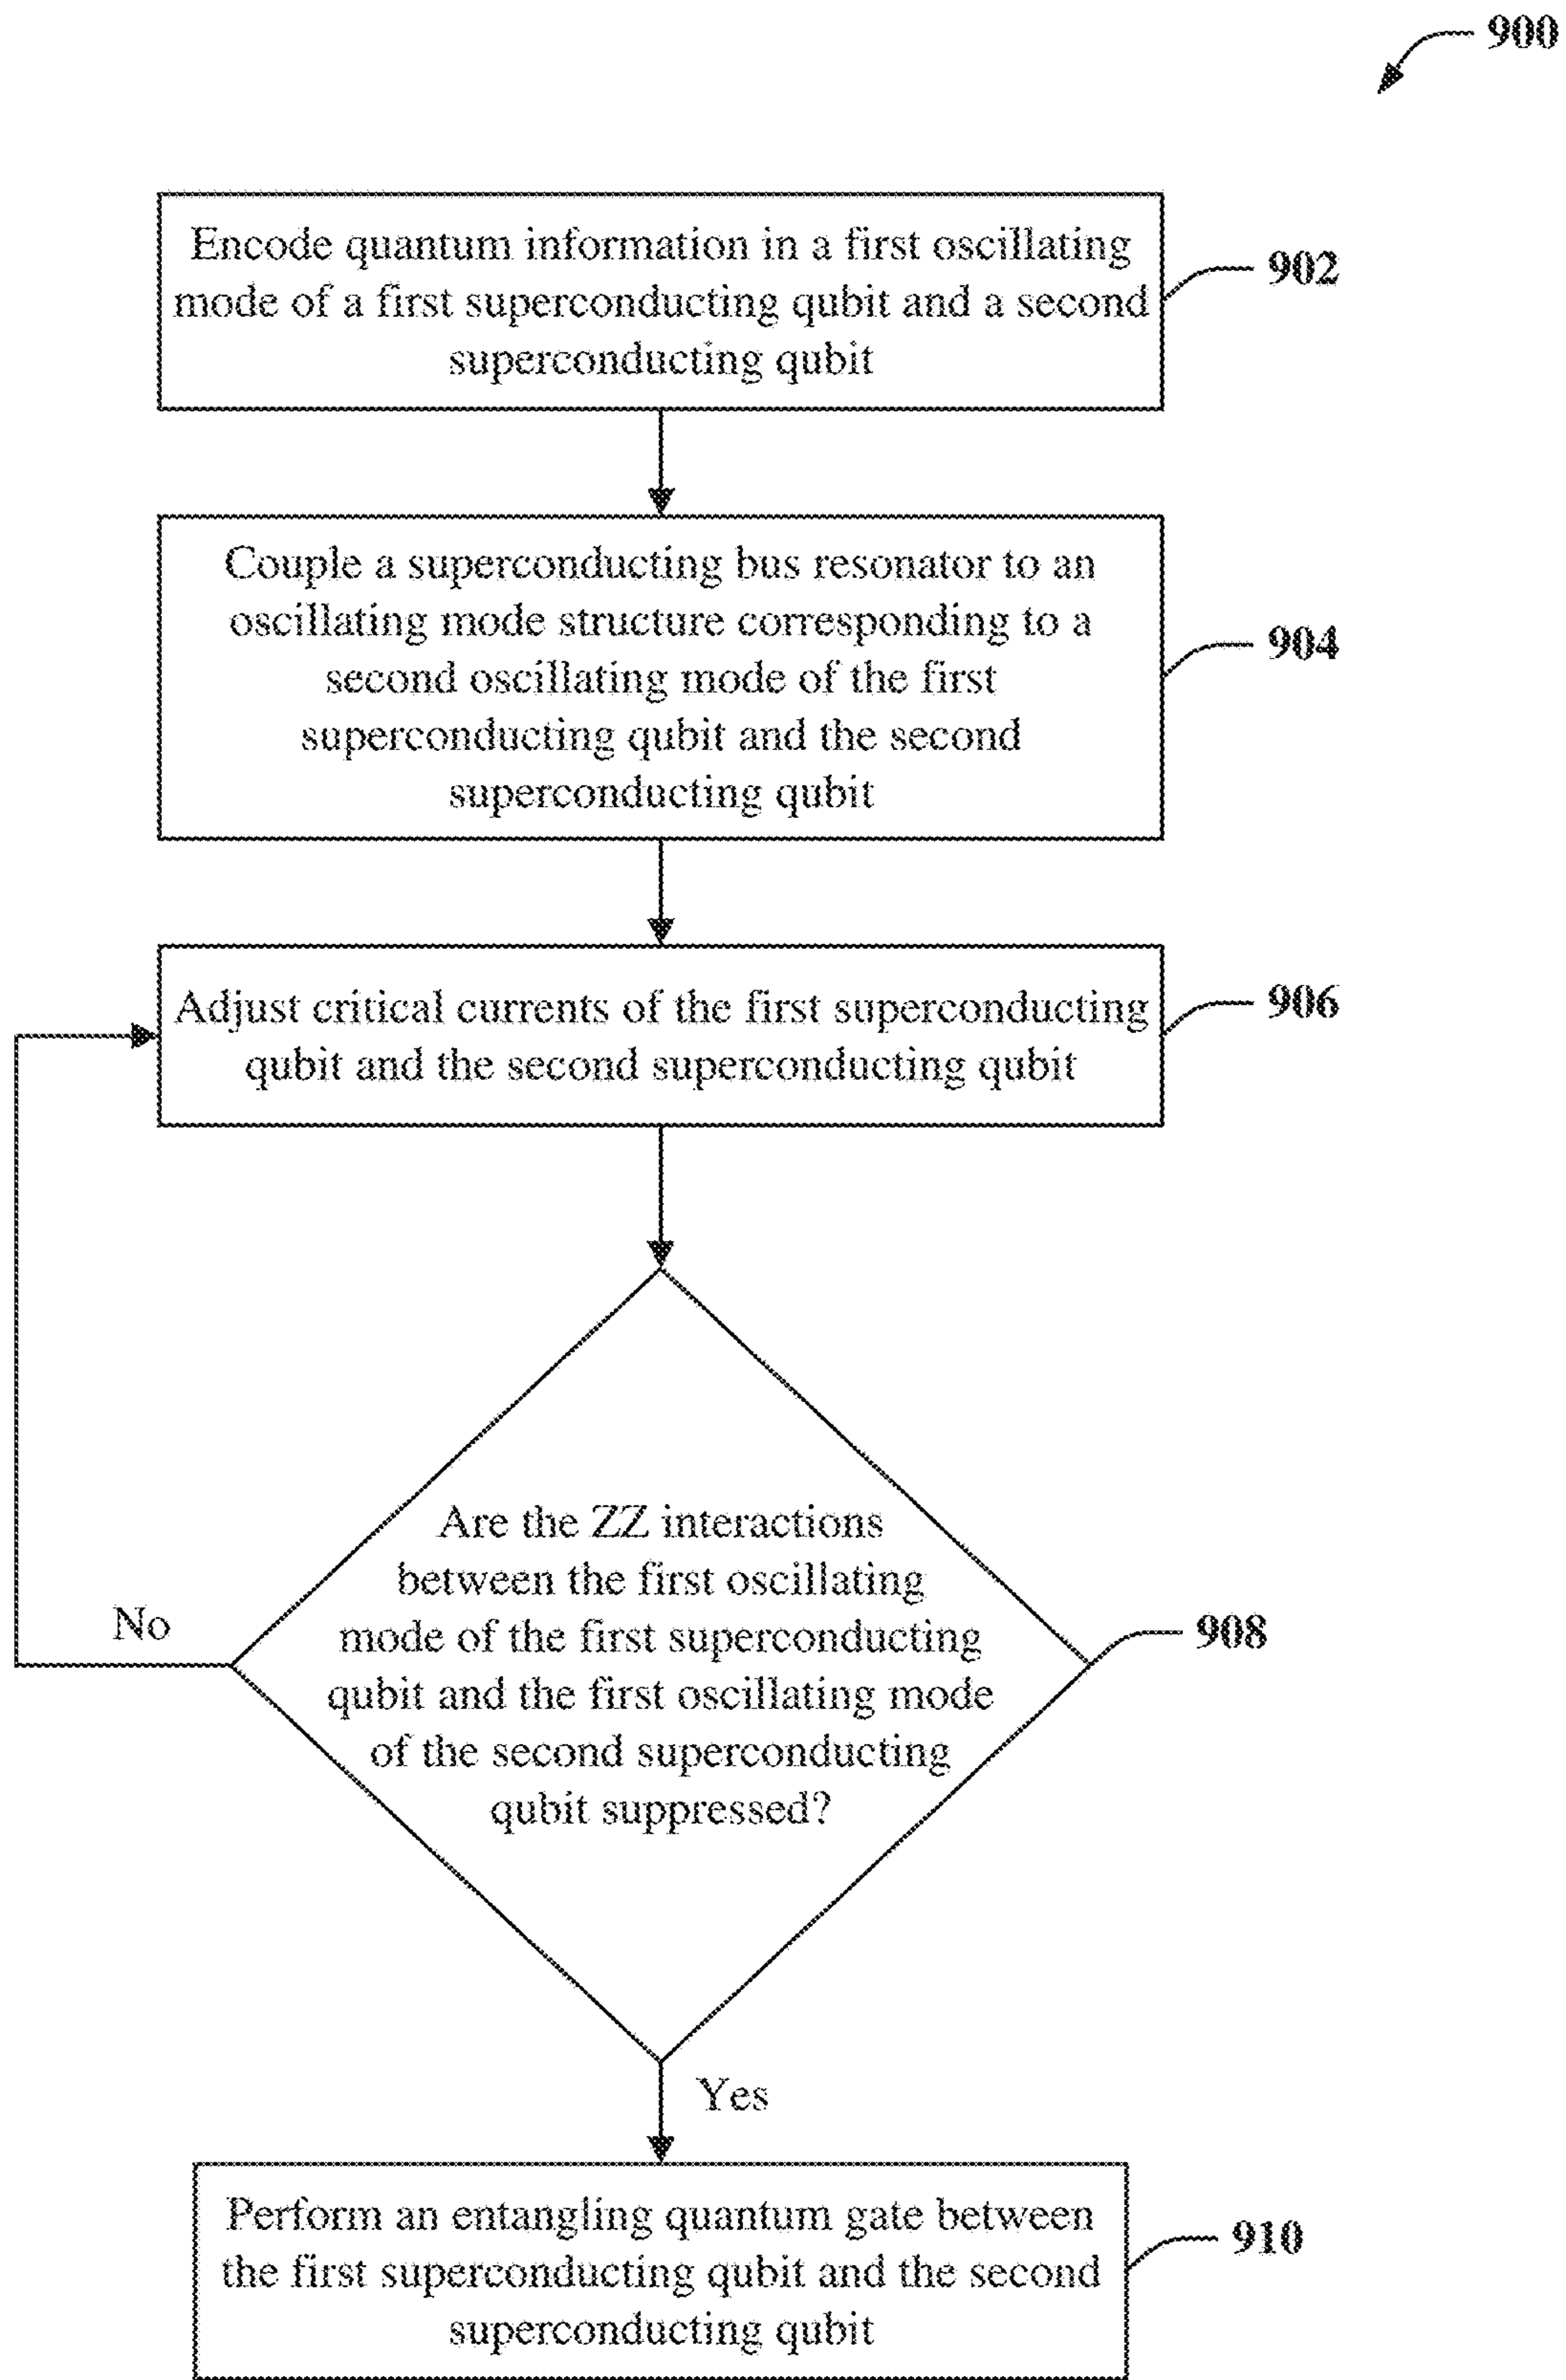 900
Encode quantum information in a first oscillating
mode of a first superconducting qubit and a second
superconducting qubit
902
Couple a superconducting bus resonator to an
oscillating mode structure corresponding to a
second oscillating mode of the first
superconducting qubit and the second
superconducting qubit
904
Adjust critical currents of the first superconducting
qubit and the second superconducting qubit
906
Are the ZZ interactions
between the first oscillating
mode of the first superconducting
qubit and the first oscillating mode
of the second superconducting
qubit suppressed?
908
No
Yes
Perform an entangling quantum gate between
the first superconducting qubit and the second
superconducting qubit
910